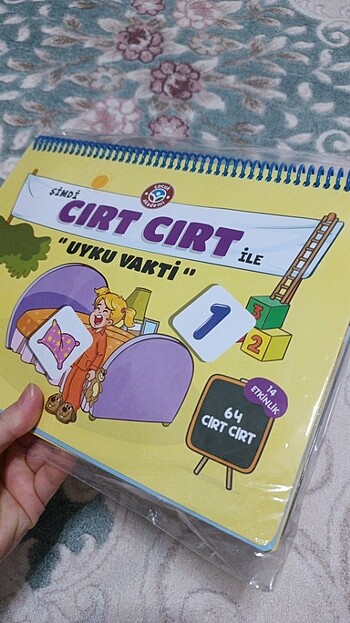 ŞİMDİ
CIRT CIRT
İLE
"UYKU VAKTİ"
1
3
2
14
ETKİNLİK
64
CIRT CIRT